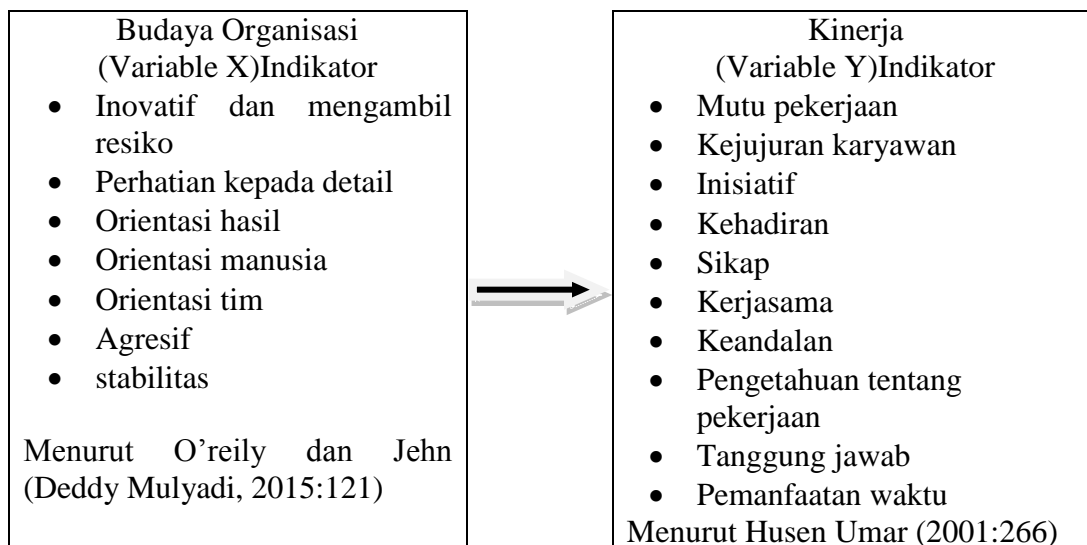 Budaya Organisasi
(Variable X)Indikator
• Inovatif dan mengambil
resiko
• Perhatian kepada detail
• Orientasi hasil
• Orientasi manusia
• Orientasi tim
• Agresif
• stabilitas
Menurut O’reily dan Jehn
(Deddy Mulyadi, 2015:121)
Kinerja
(Variable Y)Indikator
• Mutu pekerjaan
• Kejujuran karyawan
• Inisiatif
• Kehadiran
• Sikap
• Kerjasama
• Keandalan
• Pengetahuan tentang
pekerjaan
• Tanggung jawab
• Pemanfaatan waktu
Menurut Husen Umar (2001:266)